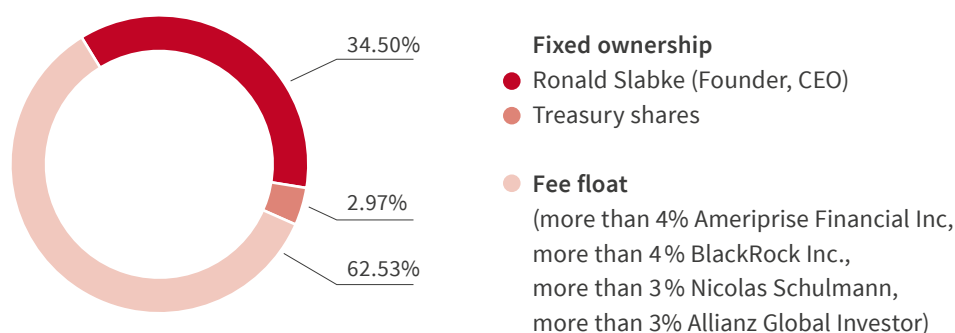 34.50%
2.97%
62.53%
Fixed ownership
Ronald Slabke (Founder, CEO)
Treasury shares
Fee float
(more than 4% Ameriprise Financial Inc,
more than 4% BlackRock Inc.,
more than 3% Nicolas Schulmann,
more than 3% Allianz Global Investor)